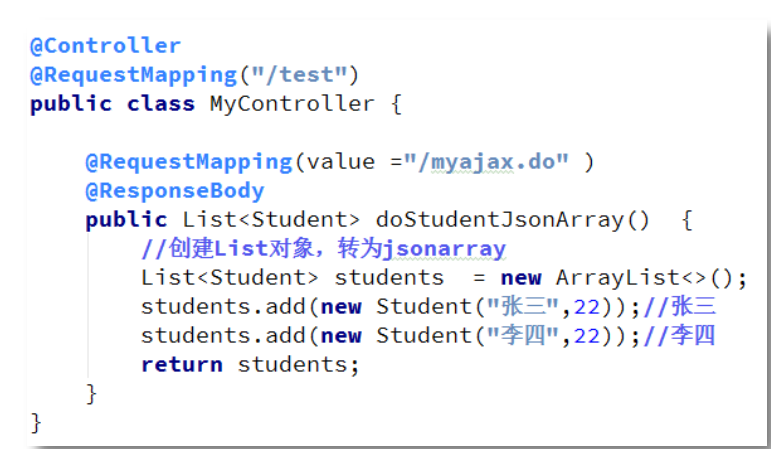 @Controller
@RequestMapping("/test")
public class MyController {
@RequestMapping(value ="/myajax.do" )
@ResponseBody
public List<Student> doStudentJsonArray()  {
//创建List对象，转为jsonarray
List<Student> students  = new ArrayList<>();
students.add(new Student("张三",22));//张三
students.add(new Student("李四",22));//李四
return students;
}
}